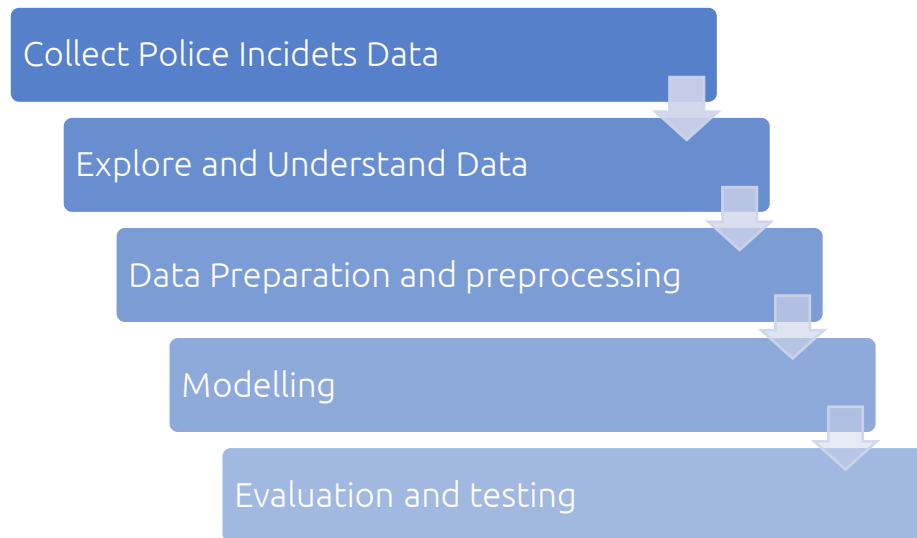 Collect Police Incidets Data
Explore and Understand Data
Data Preparation and preprocessing
Modelling
Evaluation and testing